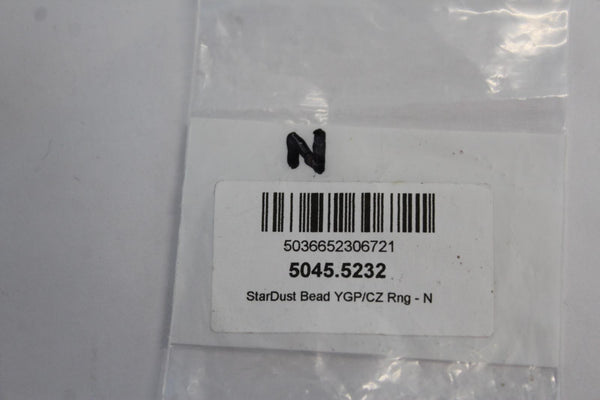 N
5036652306721
5045.5232
StarDust Bead YGP/CZ Rng - N